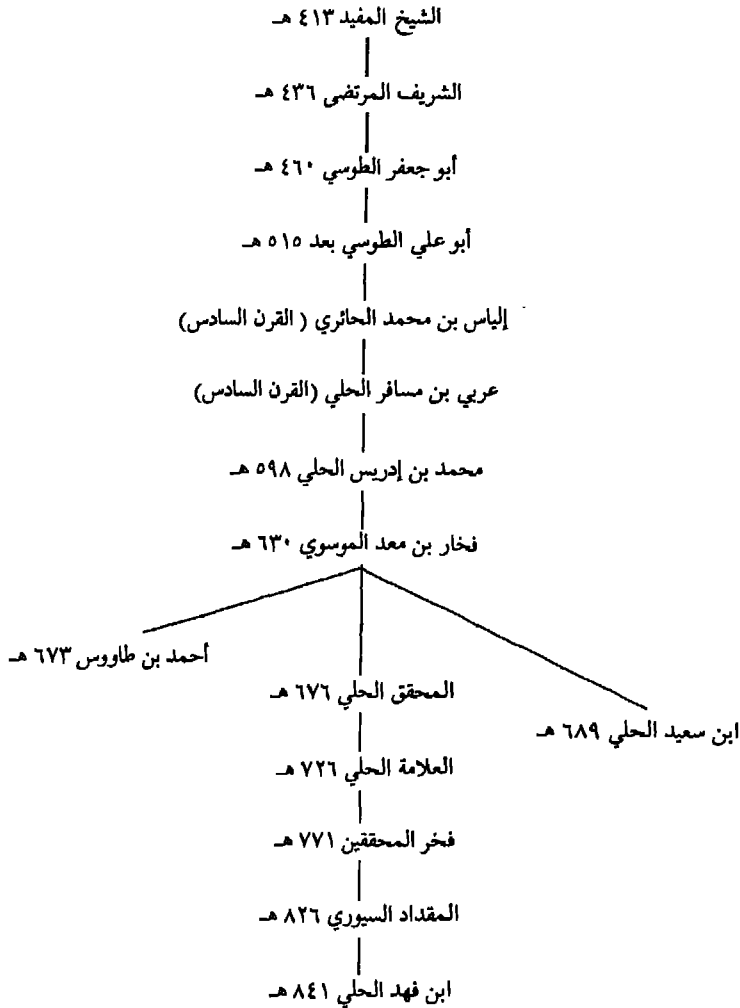 الشيخ المفيد ٤١٣ هـ
الشريف المرتضى ٤٣٦ هـ
أبو جعفر الطوسي ٤٦٠ هـ
أبو علي الطوسي بعد ٥١٥ هـ
إلياس بن محمد الحائري ( القرن السادس)
عربي بن مسافر الحلي (القرن السادس)
محمد بن إدريس الحلي ٥٩٨ هـ
فخار بن معد الموسوي ٦٣٠ هـ
أحمد بن طاووس ٦٧٣ هـ
المحقق الحلي ٦٧٦ هـ
ابن سعيد الحلي ٦٨٩ هـ
العلامة الحلي ٧٢٦ هـ
فخر المحققين ٧٧١ هـ
المقداد السيوري ٨٢٦ هـ
ابن فهد الحلي ٨٤١ هـ